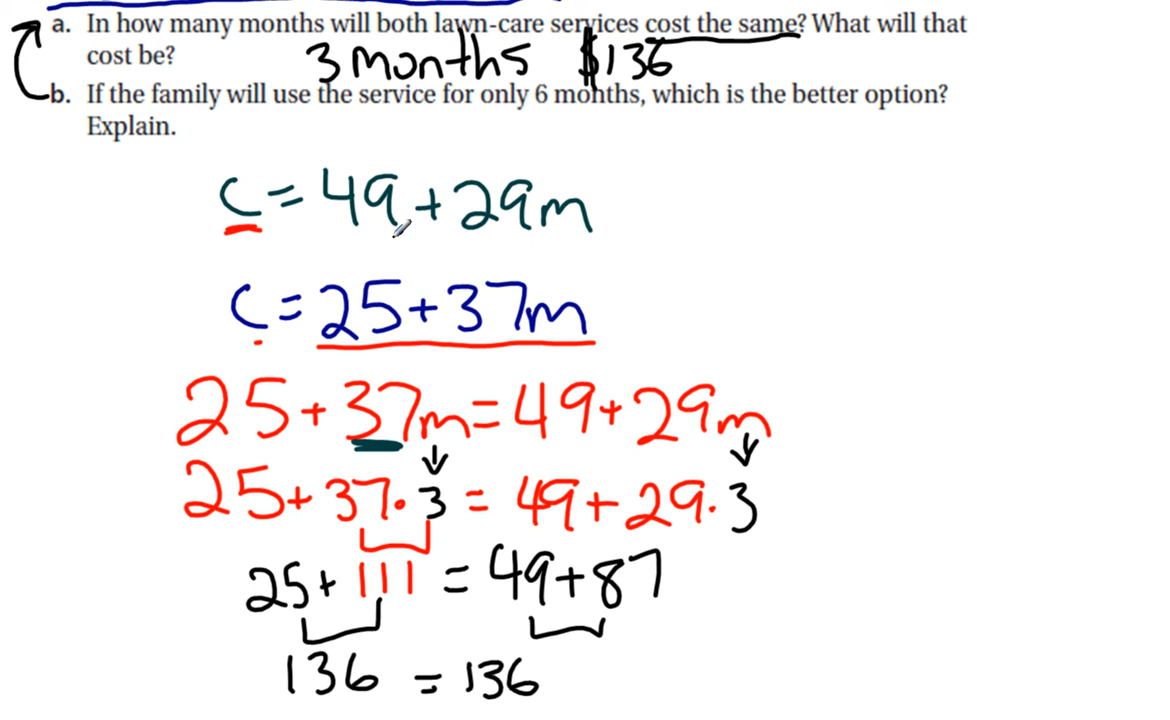 a. In how many months will both lawn-care services cost the same? What will that
cost be?
3 months $136
b. If the family will use the service for only 6 months, which is the better option?
Explain.
c = 49 + 29m
c = 25 + 37m
25 + 37m = 49 + 29m
25 + 37 · 3 = 49 + 29 · 3
25 + 111 = 49 + 87
136 = 136